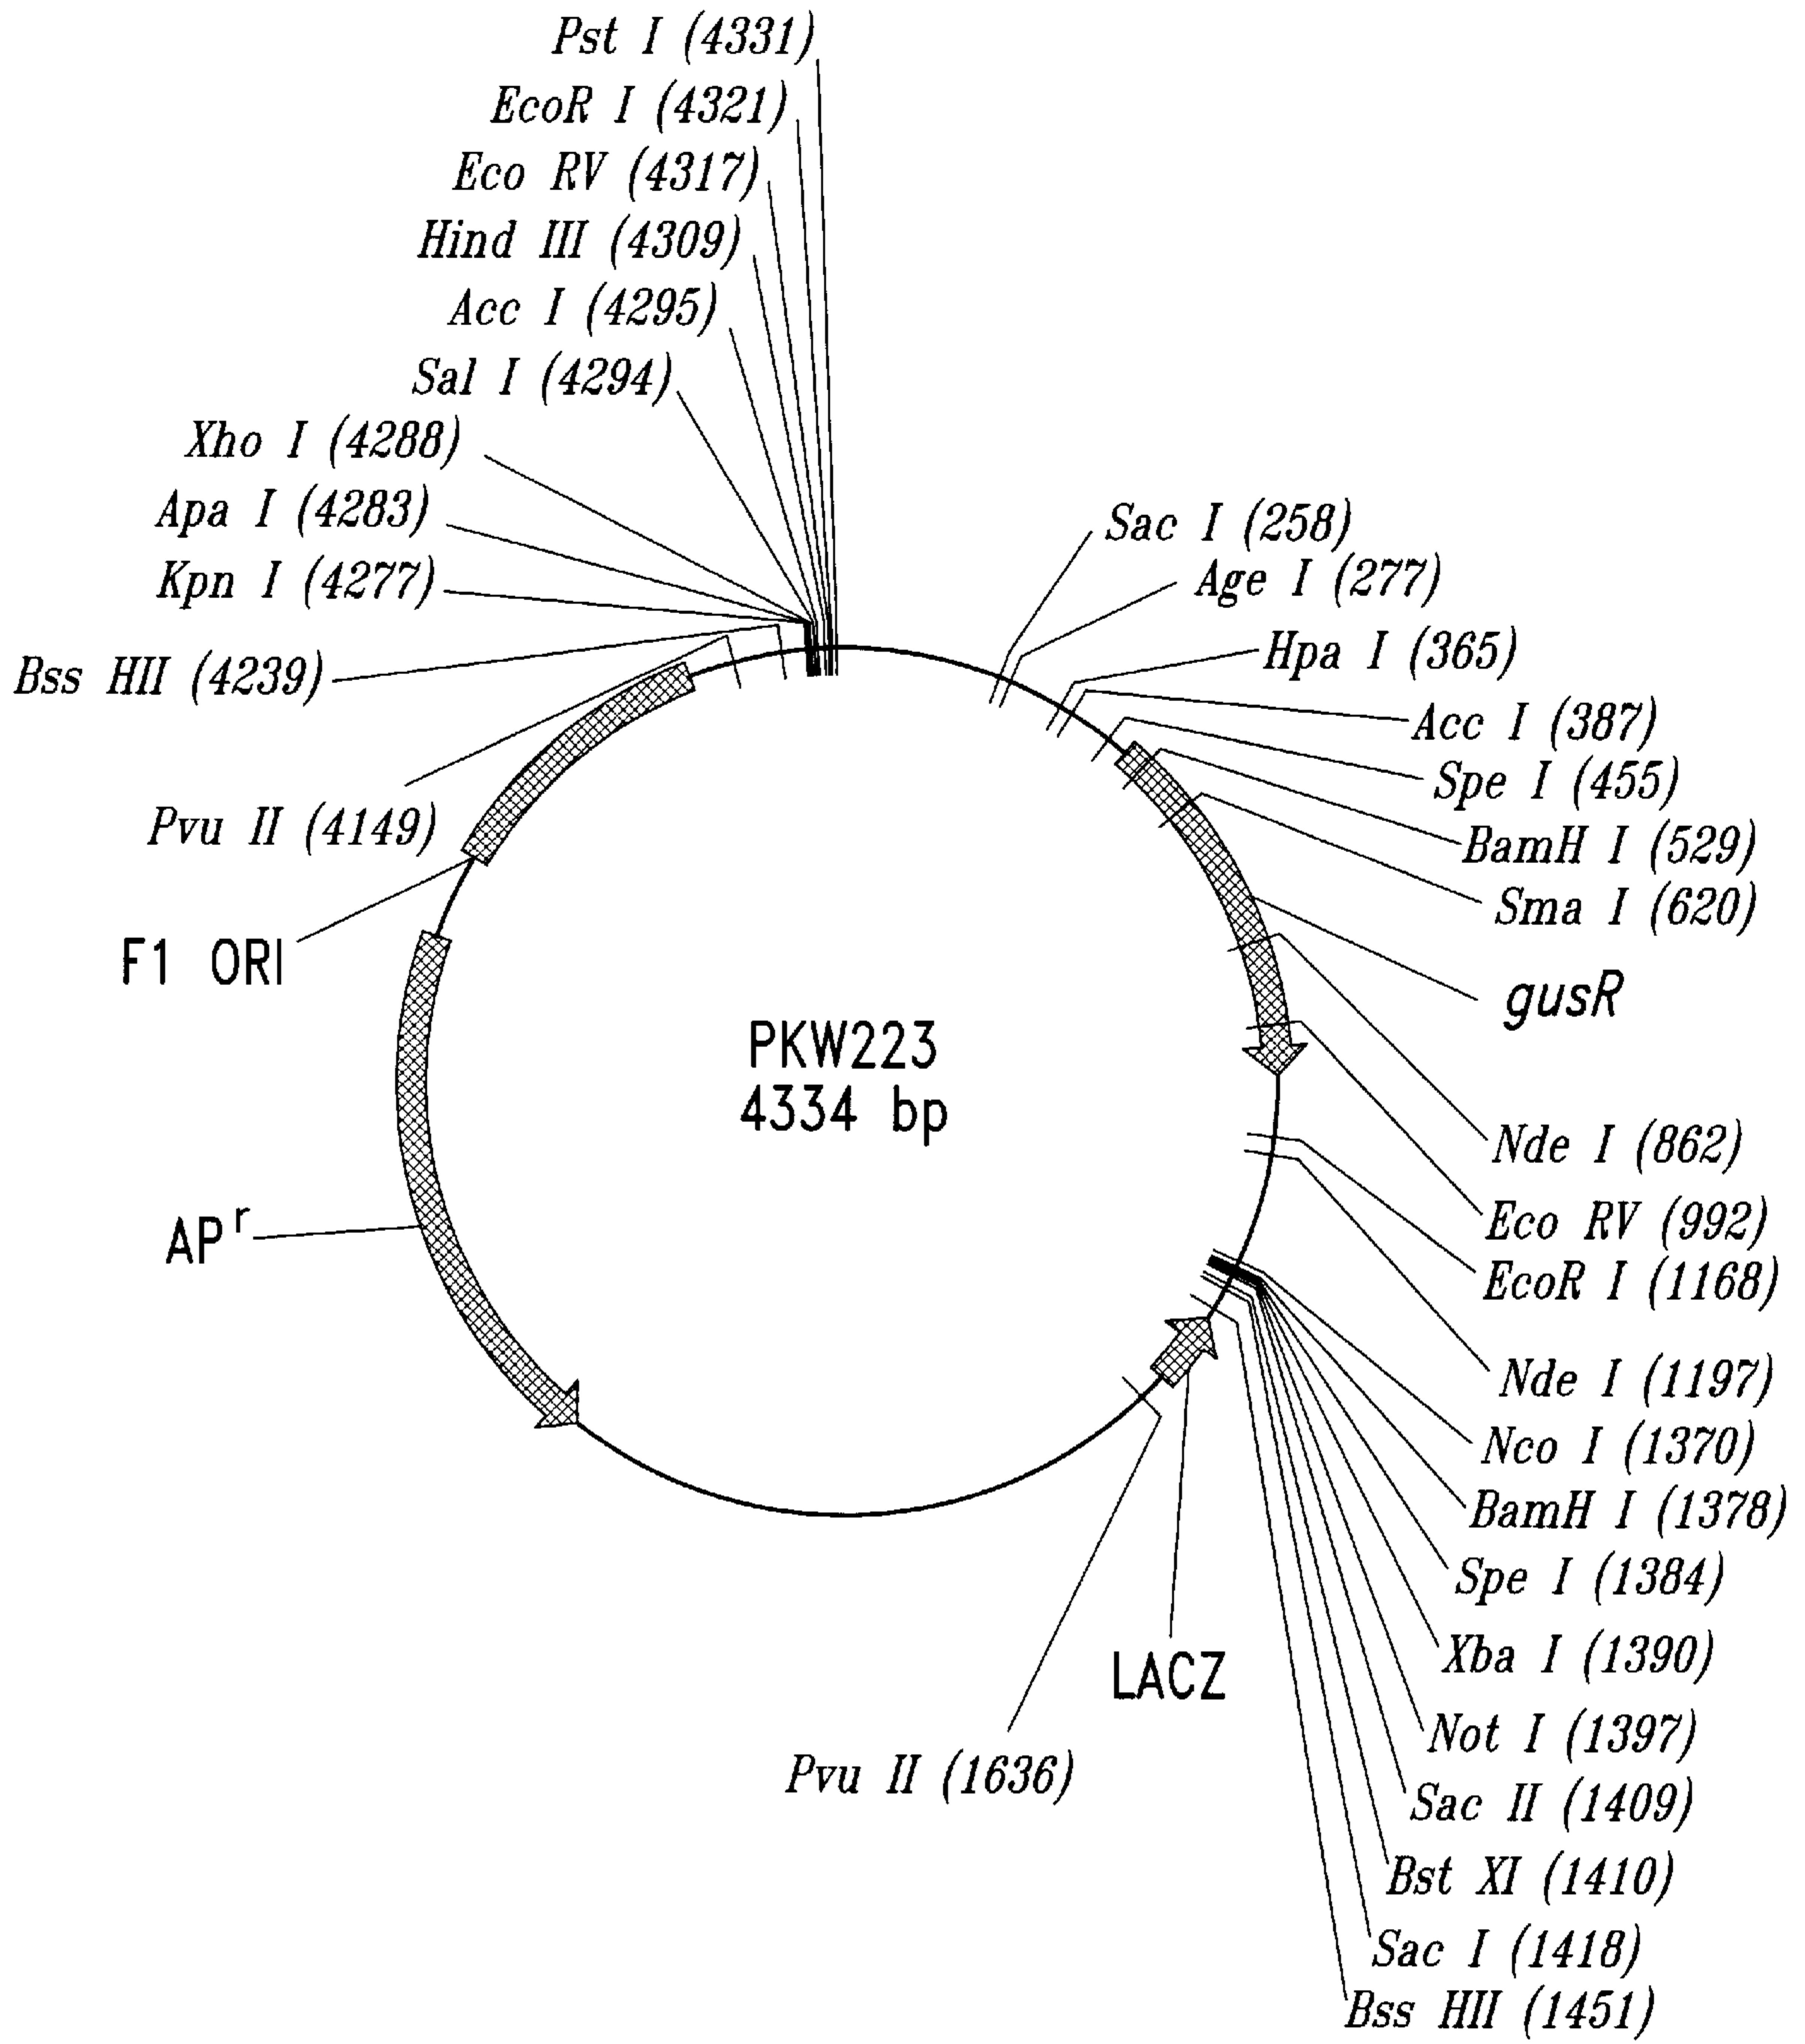 Pst I (4331)
EcoR I (4321)
Eco RV (4317)
Hind III (4309)
Acc I (4295)
Sal I (4294)
Xho I (4288)
Apa I (4283)
Kpn I (4277)
Bss HII (4239)
Pvu II (4149)
F1 ORI
APr
PKW223
4334 bp
Sac I (258)
Age I (277)
Hpa I (365)
Acc I (387)
Spe I (455)
BamH I (529)
Sma I (620)
gusR
Nde I (862)
Eco RV (992)
EcoR I (1168)
Nde I (1197)
Nco I (1370)
BamH I (1378)
Spe I (1384)
Xba I (1390)
Not I (1397)
Sac II (1409)
Bst XI (1410)
Sac I (1418)
Bss HII (1451)
LACZ
Pvu II (1636)